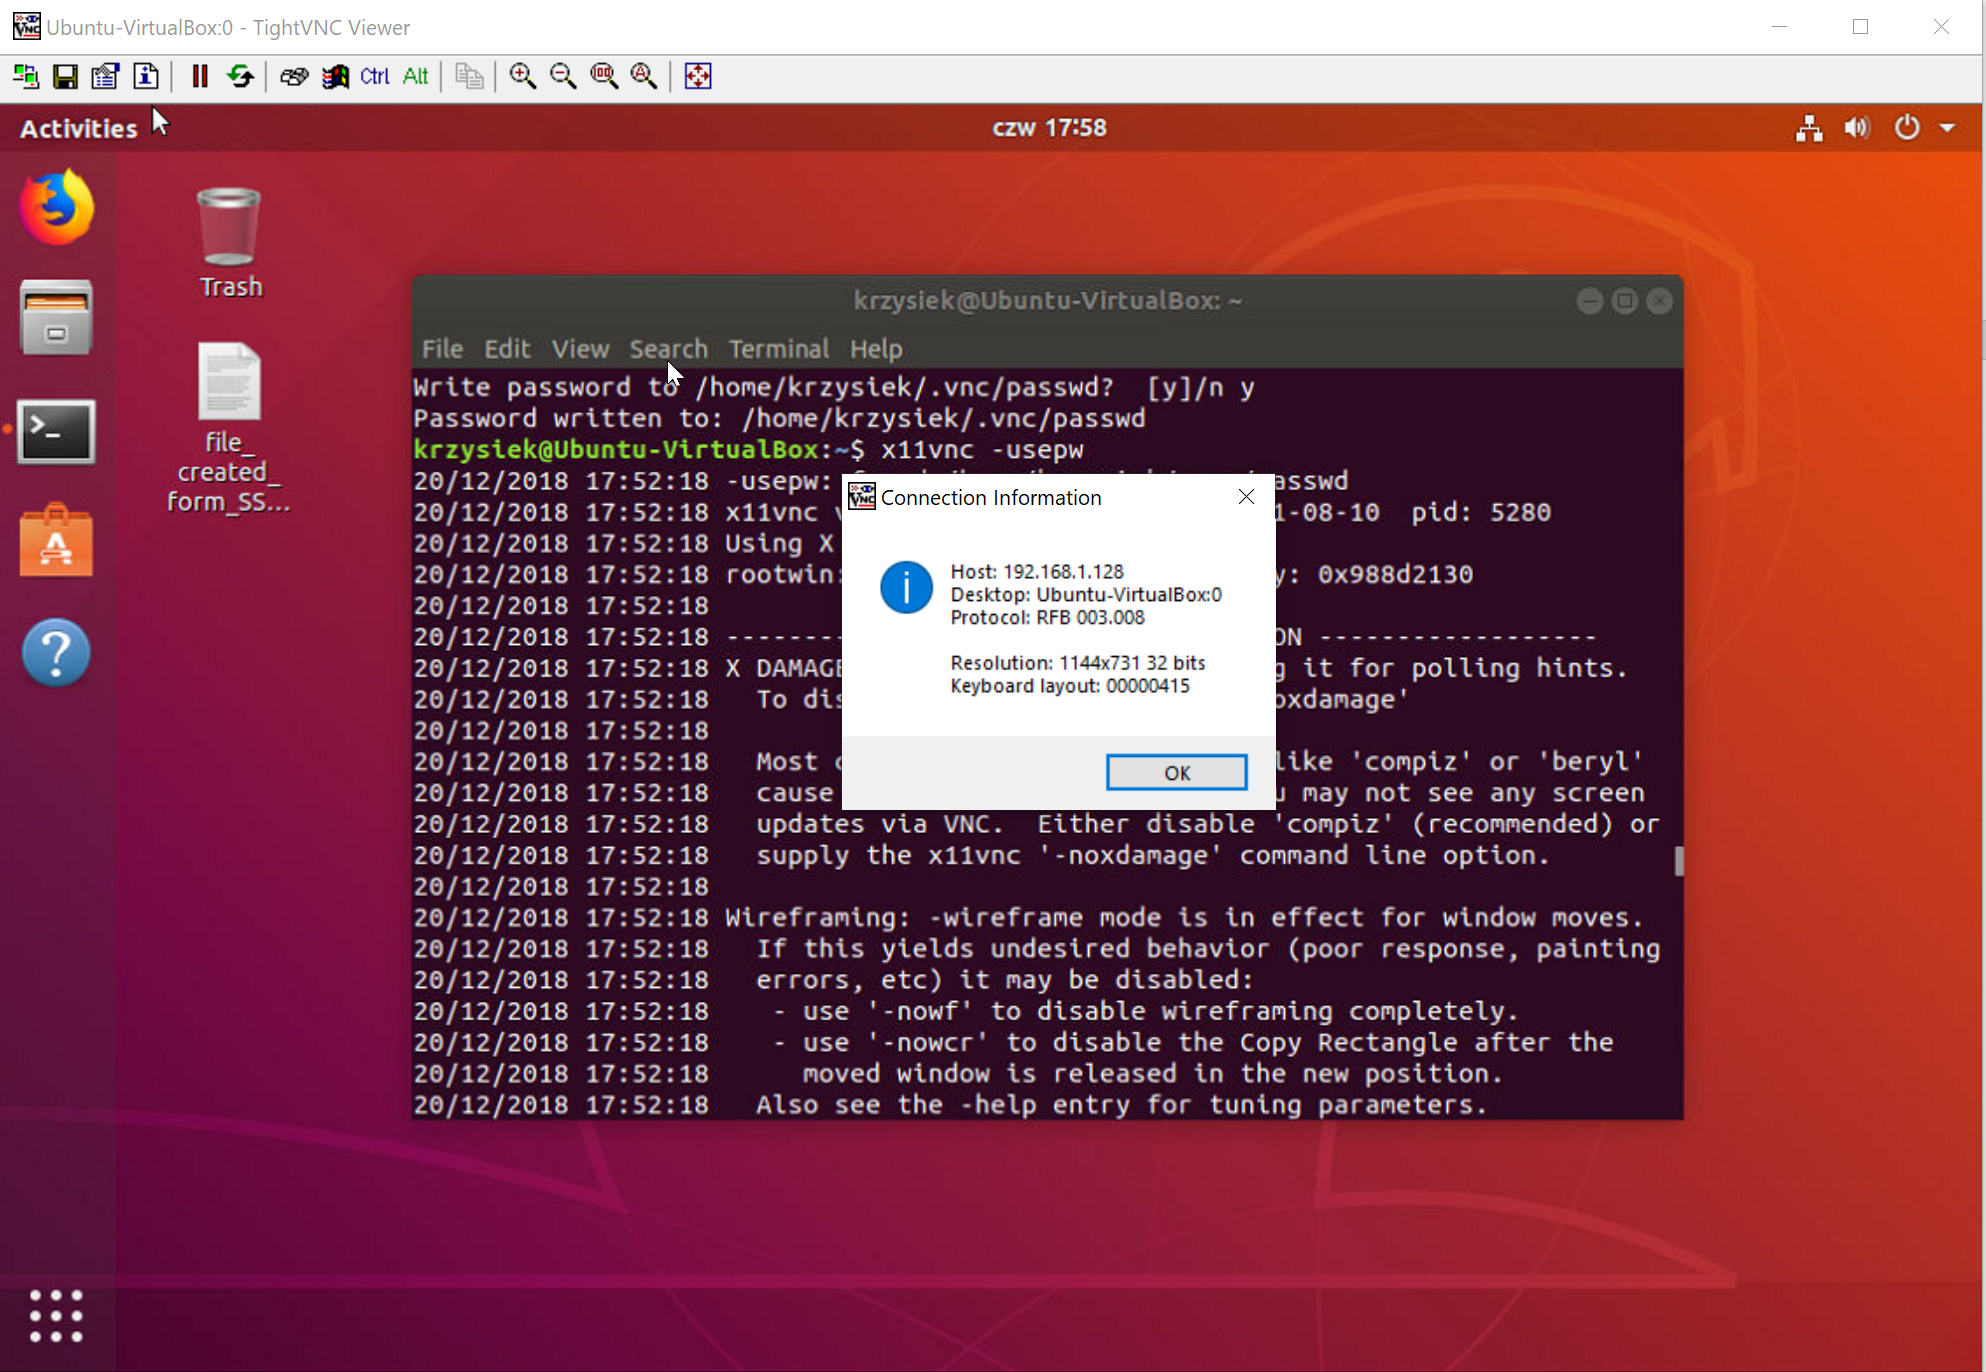 Ubuntu-VirtualBox:0 - TightVNC Viewer
Ctrl Alt
Activities
czw 17:58
Trash
file_
created_
form_SS...
krzysiek@Ubuntu-VirtualBox: ~
File Edit View Search Terminal Help
Write password to /home/krzysiek/.vnc/passwd?  [y]/n y
Password written to: /home/krzysiek/.vnc/passwd
krzysiek@Ubuntu-VirtualBox:~$ x11vnc -usepw
20/12/2018 17:52:18 -usepw: asswd
20/12/2018 17:52:18 x11vnc 1-08-10  pid: 5280
20/12/2018 17:52:18 Using X
20/12/2018 17:52:18 rootwin: y: 0x988d2130
20/12/2018 17:52:18
20/12/2018 17:52:18 -------- ON ------------------
20/12/2018 17:52:18 X DAMAGE g it for polling hints.
20/12/2018 17:52:18   To dis oxdamage'
20/12/2018 17:52:18
20/12/2018 17:52:18   Most like 'compiz' or 'beryl'
20/12/2018 17:52:18   cause u may not see any screen
20/12/2018 17:52:18   updates via VNC.  Either disable 'compiz' (recommended) or
20/12/2018 17:52:18   supply the x11vnc '-noxdamage' command line option.
20/12/2018 17:52:18
20/12/2018 17:52:18 Wireframing: -wireframe mode is in effect for window moves.
20/12/2018 17:52:18   If this yields undesired behavior (poor response, painting
20/12/2018 17:52:18   errors, etc) it may be disabled:
20/12/2018 17:52:18    - use '-nowf' to disable wireframing completely.
20/12/2018 17:52:18    - use '-nowcr' to disable the Copy Rectangle after the
20/12/2018 17:52:18      moved window is released in the new position.
20/12/2018 17:52:18   Also see the -help entry for tuning parameters.
Connection Information
Host: 192.168.1.128
Desktop: Ubuntu-VirtualBox:0
Protocol: RFB 003.008
Resolution: 1144x731 32 bits
Keyboard layout: 00000415
OK